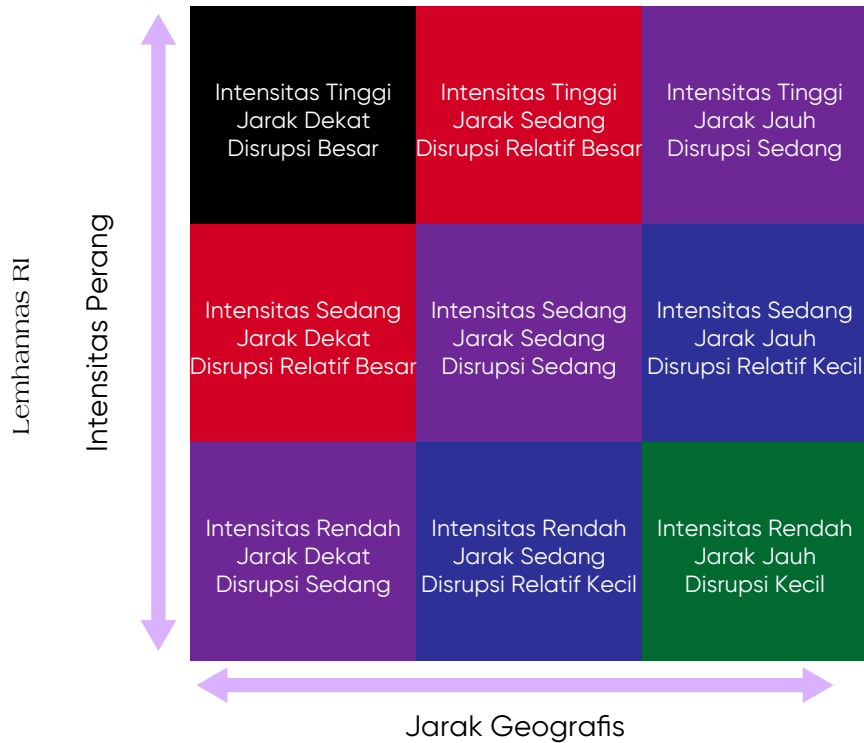 Lemhannas RI
Intensitas Perang
Intensitas Tinggi
Jarak Dekat
Disrupsi Besar
Intensitas Tinggi
Jarak Sedang
Disrupsi Relatif Besar
Intensitas Tinggi
Jarak Jauh
Disrupsi Sedang
Intensitas Sedang
Jarak Dekat
Disrupsi Relatif Besar
Intensitas Sedang
Jarak Sedang
Disrupsi Sedang
Intensitas Sedang
Jarak Jauh
Disrupsi Relatif Kecil
Intensitas Rendah
Jarak Dekat
Disrupsi Sedang
Intensitas Rendah
Jarak Sedang
Disrupsi Relatif Kecil
Intensitas Rendah
Jarak Jauh
Disrupsi Kecil
Jarak Geografis